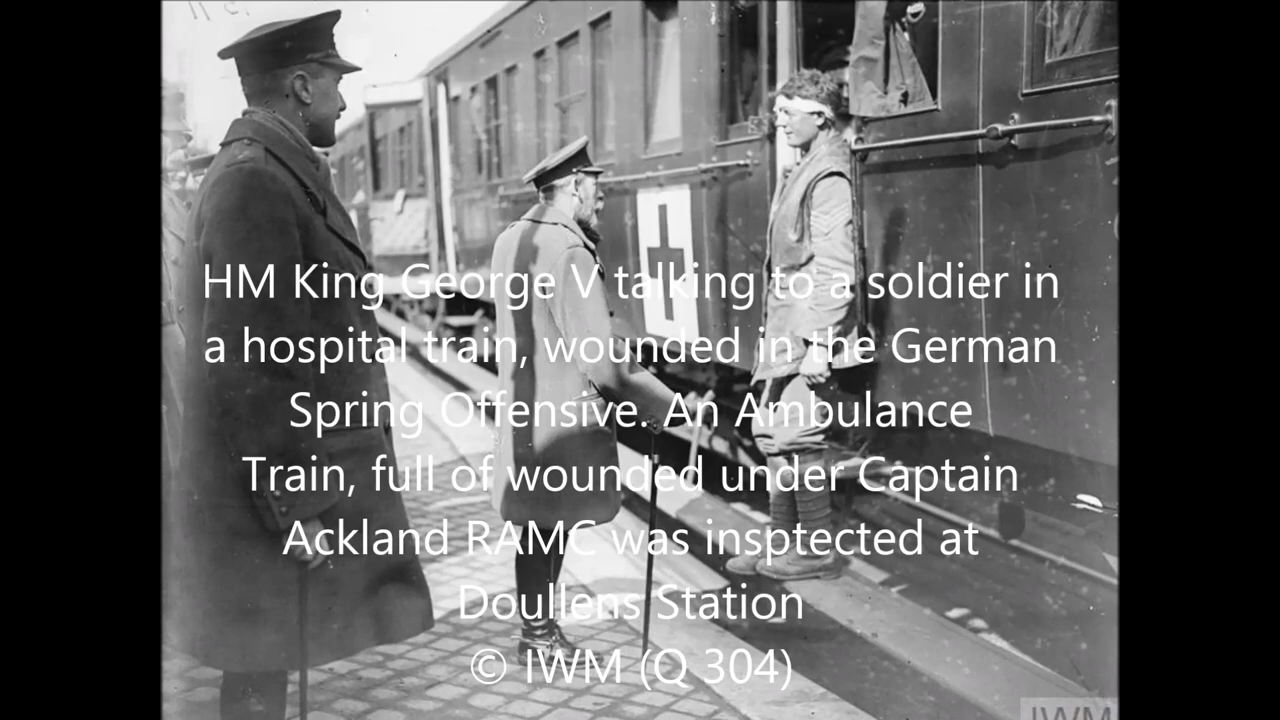 HM King George V talking to a soldier in
a hospital train, wounded in the German
Spring Offensive. An Ambulance
Train, full of wounded under Captain
Ackland RAMC was insptected at
Doullens Station
© IWM (Q 304)
IWM